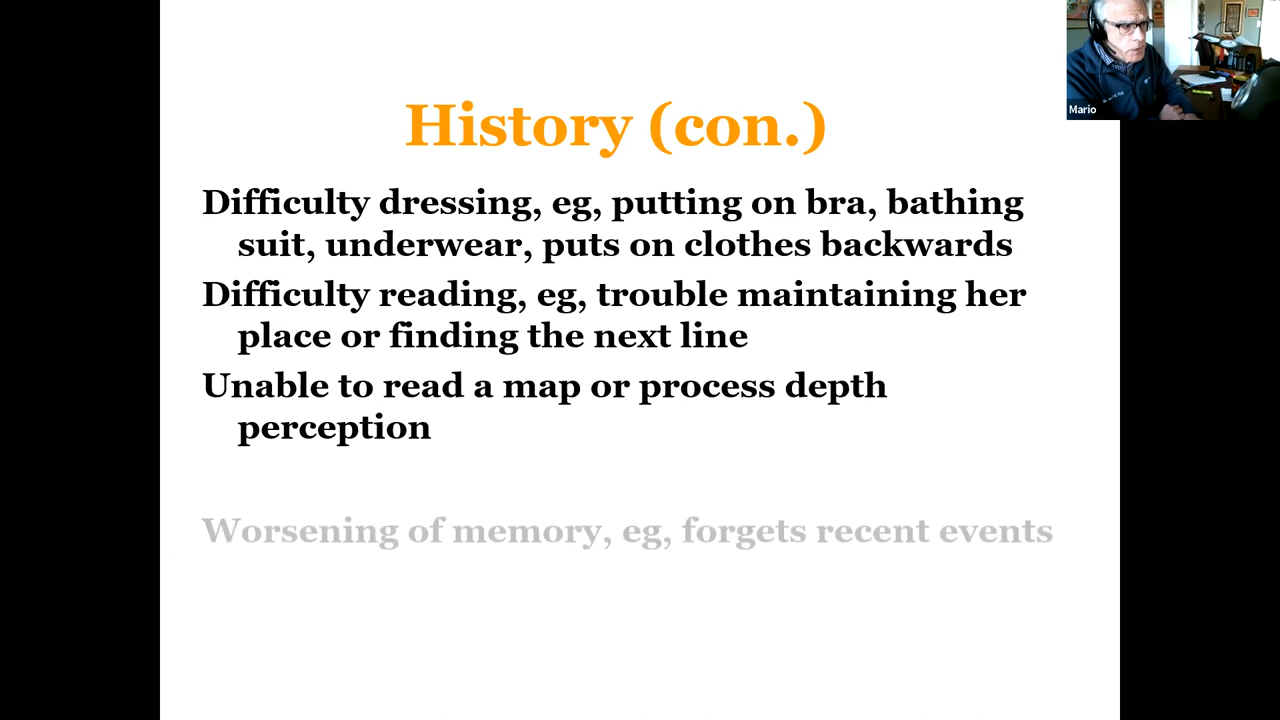 History (con.)
Mario
Difficulty dressing, eg, putting on bra, bathing
suit, underwear, puts on clothes backwards
Difficulty reading, eg, trouble maintaining her
place or finding the next line
Unable to read a map or process depth
perception
Worsening of memory, eg, forgets recent events